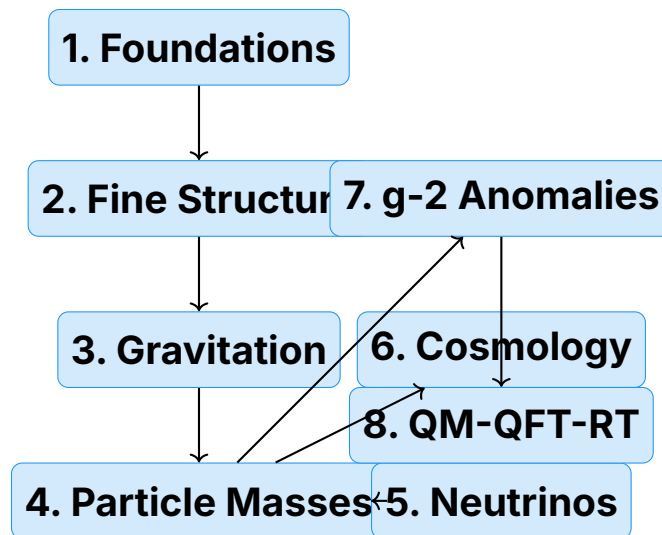 1. Foundations
2. Fine Structur
7. g-2 Anomalies
3. Gravitation
6. Cosmology
8. QM-QFT-RT
4. Particle Masses
5. Neutrinos